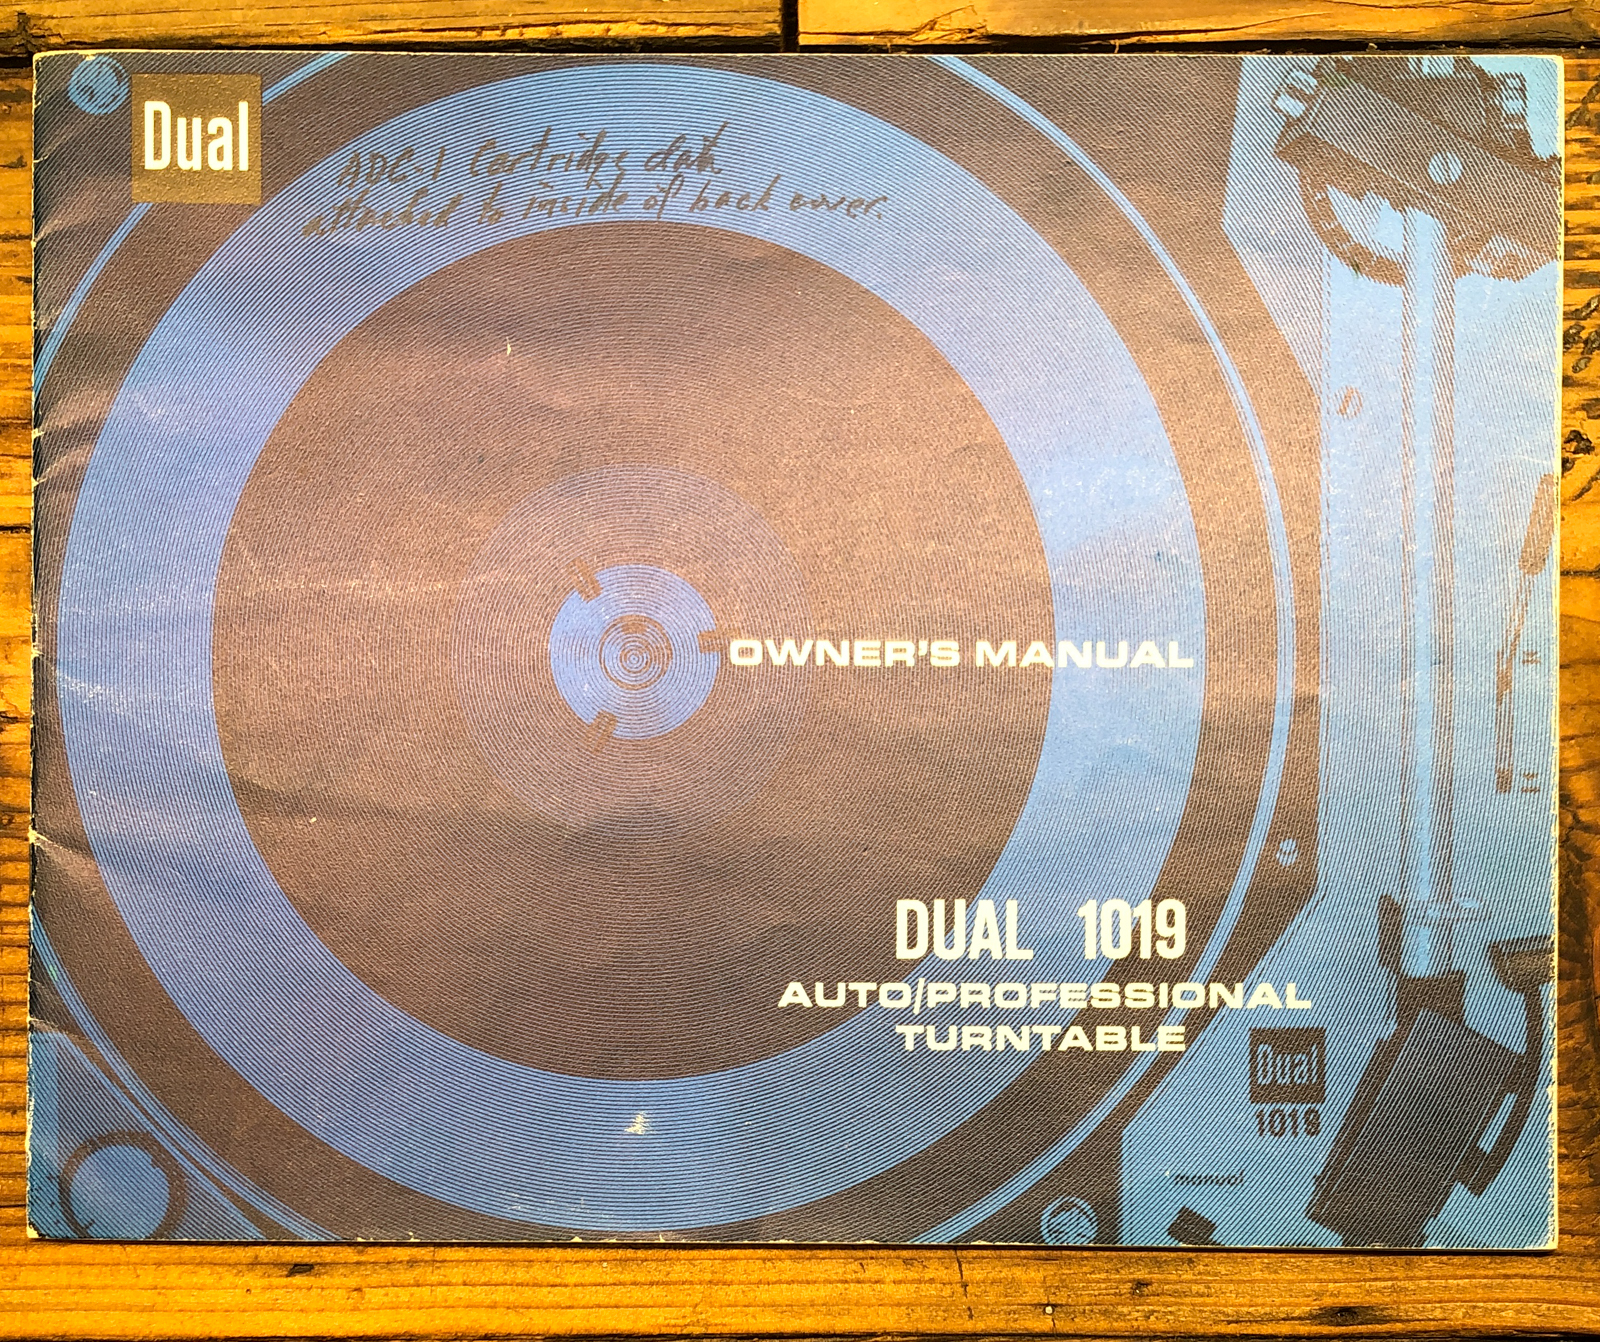 Dual
ADC-1 Cartridge data
attached to inside of back cover.
OWNER'S MANUAL
DUAL 1019
AUTO/PROFESSIONAL
TURNTABLE
Dual
1019
manual